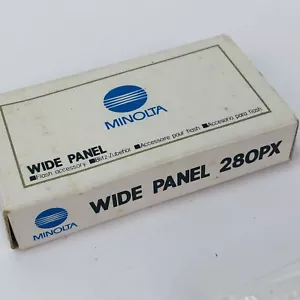 MINOLTA
WIDE PANEL
■Flash accessory ■Blitz-Zubehör ■Accessoire pour flash ■Accesorio para flash
MINOLTA
WIDE PANEL 280PX